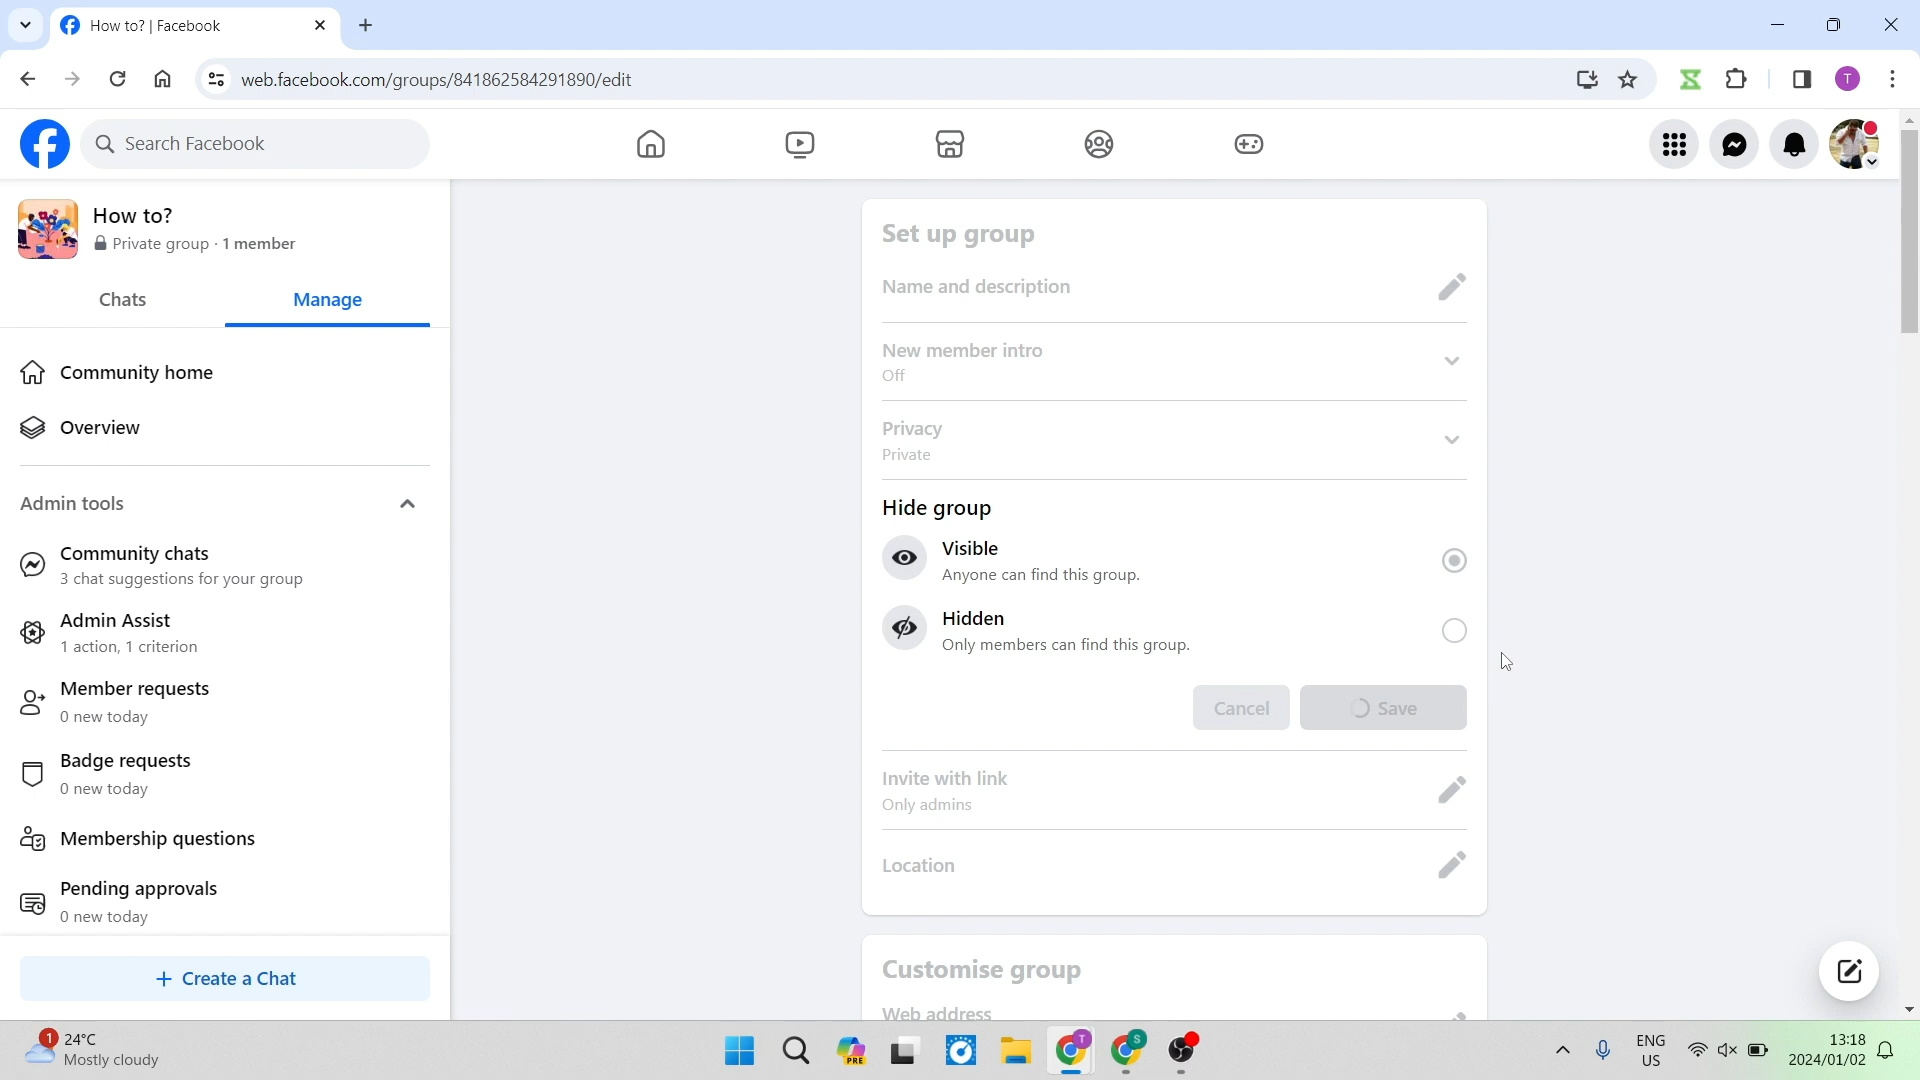 How to? | Facebook
web.facebook.com/groups/841862584291890/edit
T
Search Facebook
How to?
Private group · 1 member
Chats
Manage
Community home
Overview
Admin tools
Community chats
3 chat suggestions for your group
Admin Assist
1 action, 1 criterion
Member requests
0 new today
Badge requests
0 new today
Membership questions
Pending approvals
0 new today
+ Create a Chat
Set up group
Name and description
New member intro
Off
Privacy
Private
Hide group
Visible
Anyone can find this group.
Hidden
Only members can find this group.
Cancel
Save
Invite with link
Only admins
Location
Customise group
Web address
1
24°C
Mostly cloudy
PRE
T
S
ENG
US
13:18
2024/01/02